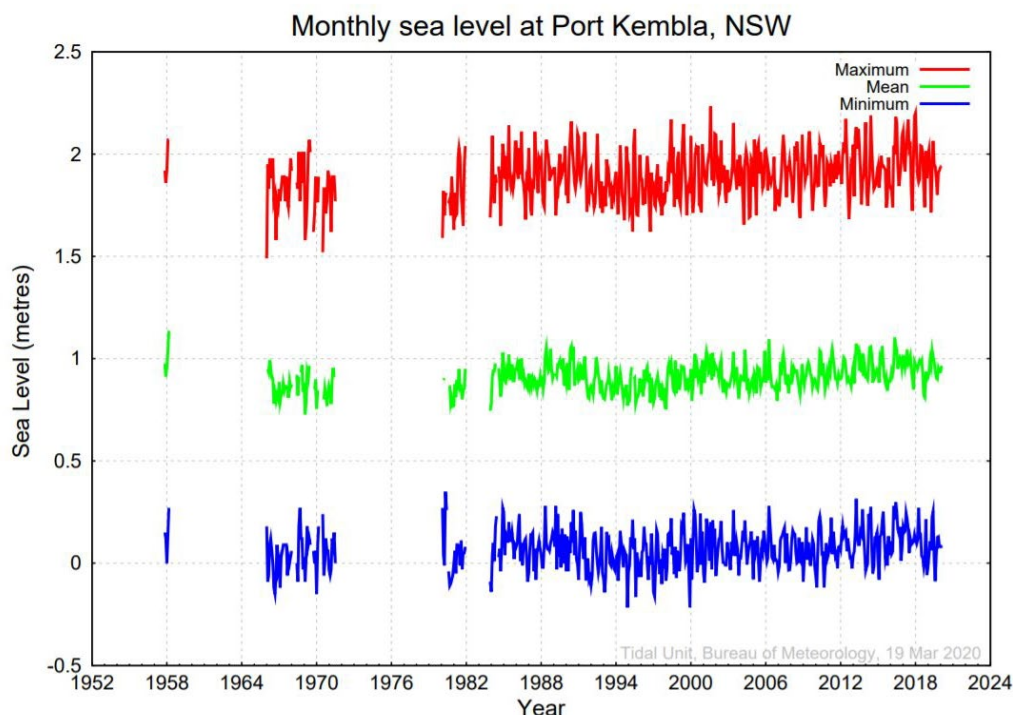 Monthly sea level at Port Kembla, NSW
2.5
Maximum
Mean
Minimum
2
1.5
1
0.5
0
-0.5
Sea Level (metres)
Tidal Unit, Bureau of Meteorology, 19 Mar 2020
1952 1958 1964 1970 1976 1982 1988 1994 2000 2006 2012 2018 2024
Year